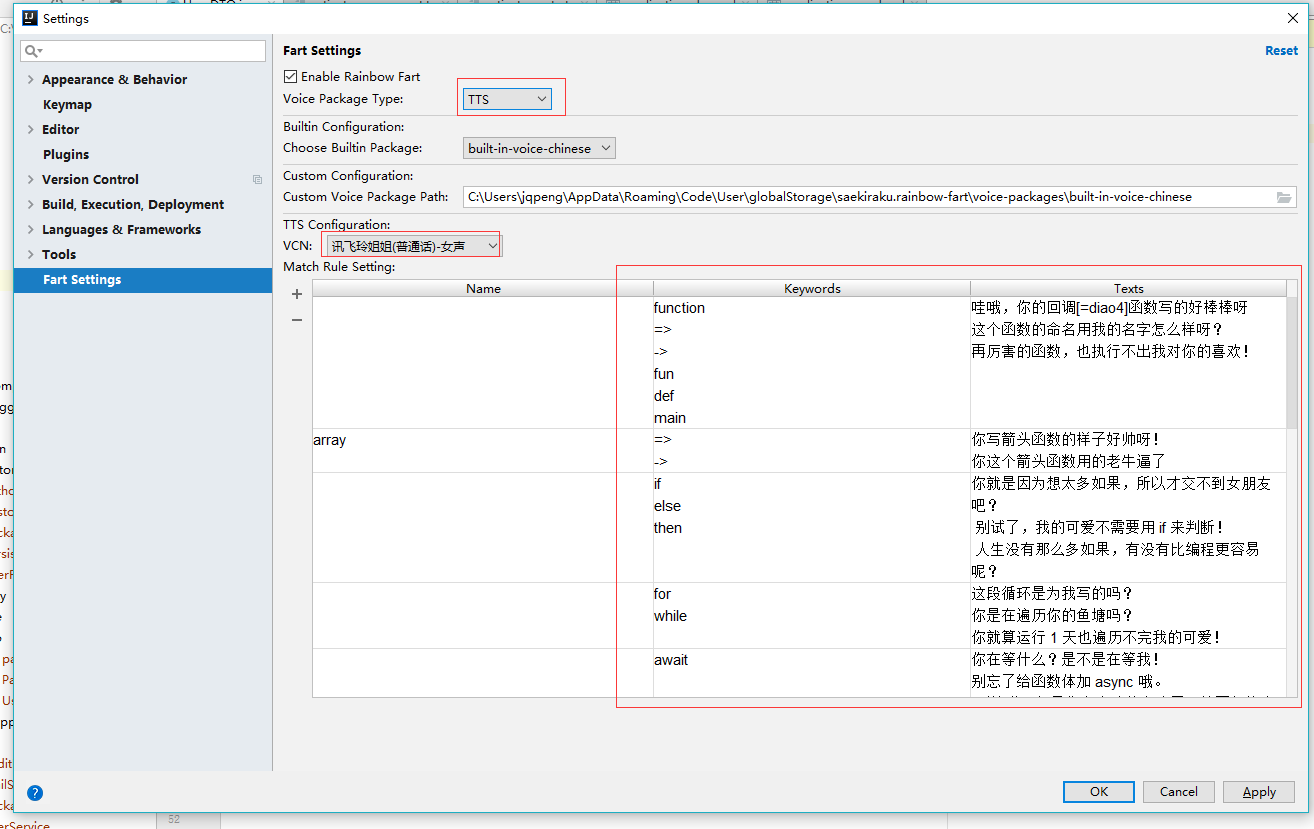 Settings
Appearance & Behavior
Keymap
Editor
Plugins
Version Control
Build, Execution, Deployment
Languages & Frameworks
Tools
Fart Settings
Fart Settings
Reset
Enable Rainbow Fart
Voice Package Type:
TTS
Builtin Configuration:
Choose Builtin Package:
built-in-voice-chinese
Custom Configuration:
Custom Voice Package Path:
C:\Users\jqpeng\AppData\Roaming\Code\User\globalStorage\saekiraku.rainbow-fart\voice-packages\built-in-voice-chinese
TTS Configuration:
VCN:
讯飞玲姐姐(普通话)-女声
Match Rule Setting:
Name
Keywords
Texts
function
=>
->
fun
def
main
哇哦，你的回调[=diao4]函数写的好棒棒呀
这个函数的命名用我的名字怎么样呀？
再厉害的函数，也执行不出我对你的喜欢！
array
=>
->
你写箭头函数的样子好帅呀！
你这个箭头函数用的老牛逼了
if
else
then
你就是因为想太多如果，所以才交不到女朋友
吧？
别试了，我的可爱不需要用 if 来判断！
人生没有那么多如果，有没有比编程更容易
呢？
for
while
这段循环是为我写的吗？
你是在遍历你的鱼塘吗？
你就算运行 1 天也遍历不完我的可爱！
await
你在等什么？是不是在等我！
别忘了给函数体加 async 哦。
?
OK
Cancel
Apply
52